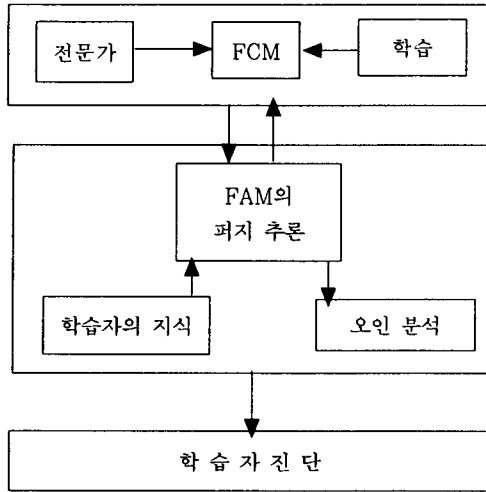 전문가
FCM
학습
FAM의
퍼지 추론
학습자의 지식
오인 분석
학 습 자 진 단